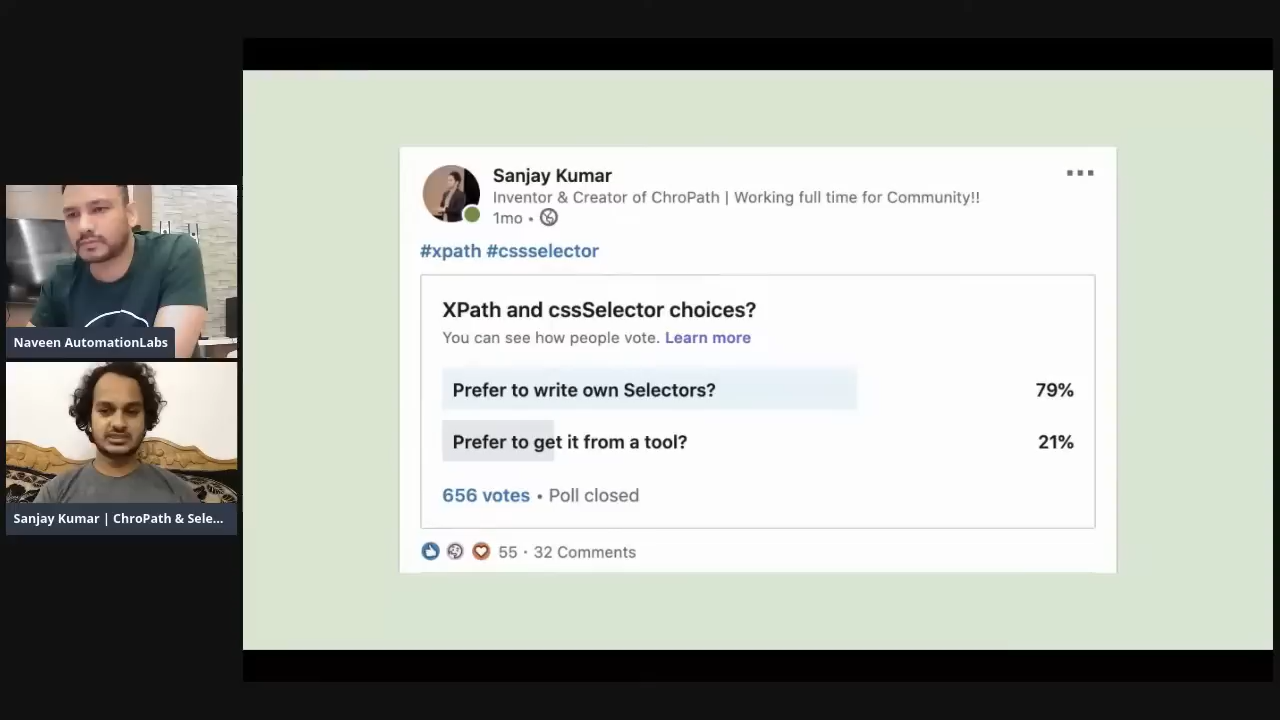 Naveen AutomationLabs
Sanjay Kumar | ChroPath & Sele...
Sanjay Kumar
Inventor & Creator of ChroPath | Working full time for Community!!
1mo •
#xpath #cssselector
XPath and cssSelector choices?
You can see how people vote. Learn more
Prefer to write own Selectors? 79%
Prefer to get it from a tool? 21%
656 votes • Poll closed
55 · 32 Comments